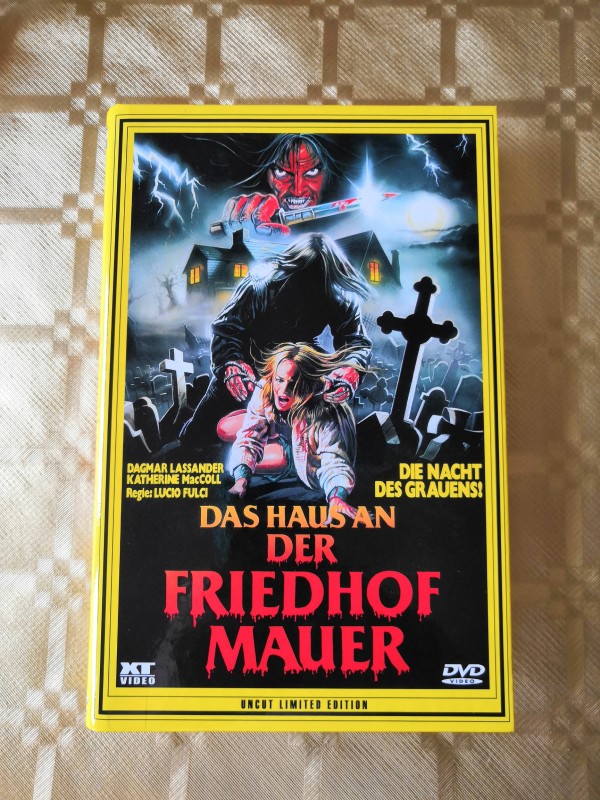 DAGMAR LASSANDER
KATHERINE MacCOLL
Regie: LUCIO FULCI
DIE NACHT
DES GRAUENS!
DAS HAUS AN
DER
FRIEDHOF
MAUER
XT
VIDEO
DVD
VIDEO
UNCUT LIMITED EDITION